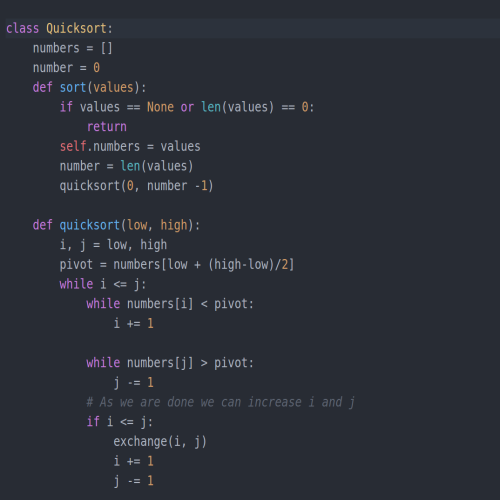 class Quicksort:
    numbers = []
    number = 0
    def sort(values):
        if values == None or len(values) == 0:
            return
        self.numbers = values
        number = len(values)
        quicksort(0, number -1)

    def quicksort(low, high):
        i, j = low, high
        pivot = numbers[low + (high-low)/2]
        while i <= j:
            while numbers[i] < pivot:
                i += 1

            while numbers[j] > pivot:
                j -= 1
            # As we are done we can increase i and j
            if i <= j:
                exchange(i, j)
                i += 1
                j -= 1